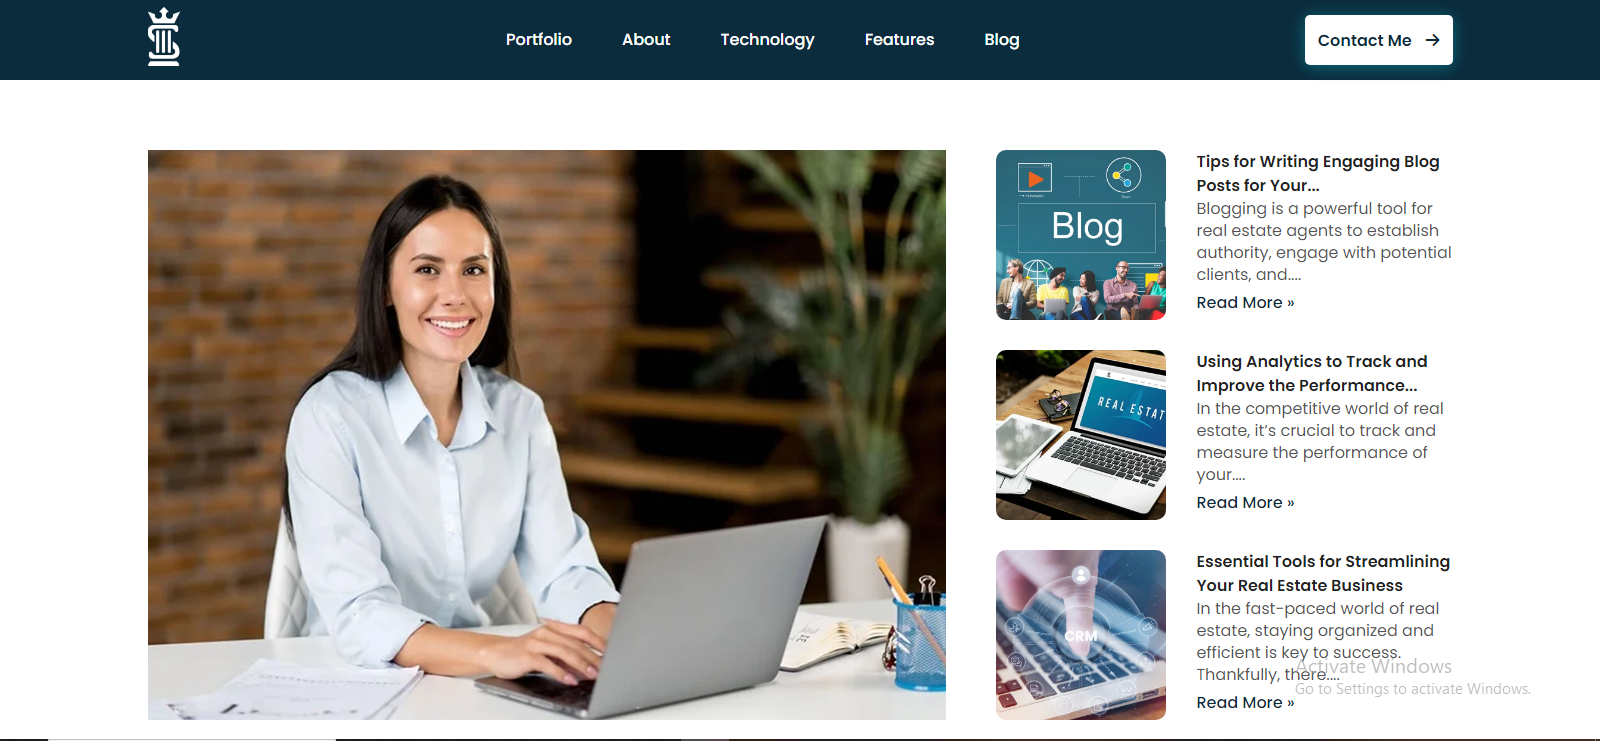 Portfolio
About
Technology
Features
Blog
Contact Me →
Blog
Tips for Writing Engaging Blog
Posts for Your...
Blogging is a powerful tool for
real estate agents to establish
authority, engage with potential
clients, and....
Read More »
REAL ESTAT
Using Analytics to Track and
Improve the Performance...
In the competitive world of real
estate, it’s crucial to track and
measure the performance of
your....
Read More »
CRM
Essential Tools for Streamlining
Your Real Estate Business
In the fast-paced world of real
estate, staying organized and
efficient is key to success.
Thankfully, there....
Read More »
Activate Windows
Go to Settings to activate Windows.